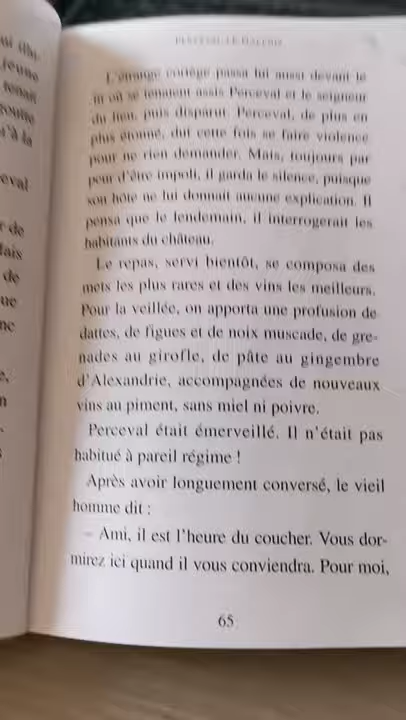 PERCEVAL LE GALLOIS
L'étrange cortège passa lui aussi devant le
lit où se tenaient assis Perceval et le seigneur
du lieu, puis disparut. Perceval, de plus en
plus étonné, dut cette fois se faire violence
pour ne rien demander. Mais, toujours par
peur d'être impoli, il garda le silence, puisque
son hôte ne lui donnait aucune explication. Il
pensa que le lendemain, il interrogerait les
habitants du château.
Le repas, servi bientôt, se composa des
mets les plus rares et des vins les meilleurs.
Pour la veillée, on apporta une profusion de
dattes, de figues et de noix muscade, de gre-
nades au girofle, de pâte au gingembre
d'Alexandrie, accompagnées de nouveaux
vins au piment, sans miel ni poivre.
Perceval était émerveillé. Il n'était pas
habitué à pareil régime !
Après avoir longuement conversé, le vieil
homme dit :
– Ami, il est l'heure du coucher. Vous dor-
mirez ici quand il vous conviendra. Pour moi,
65